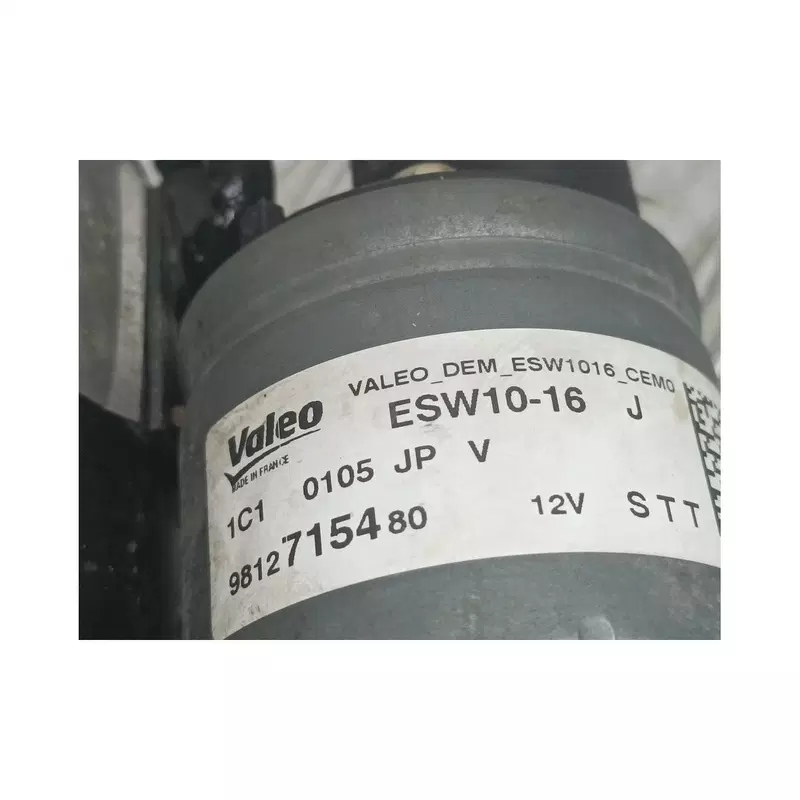 VALEO_DEM_ESW1016_CEMO
Valeo ESW10-16 J
MADE IN FRANCE
1C1 0105 JP V
9812715480 12V STT